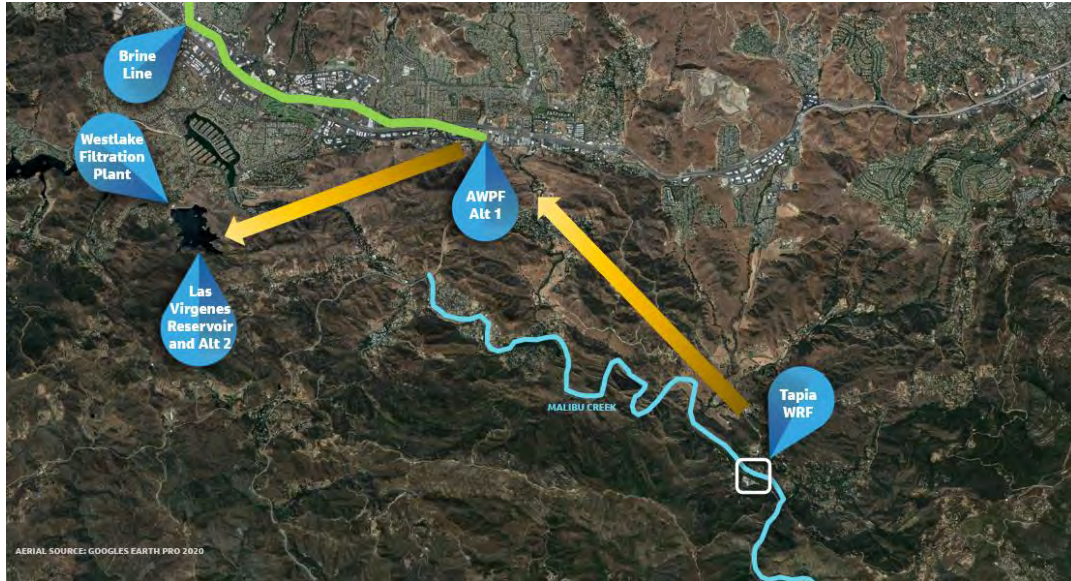 Brine
Line
Westlake
Filtration
Plant
AWPF
Alt 1
Las
Virgenes
Reservoir
and Alt 2
MALIBU CREEK
Tapia
WRF
AERIAL SOURCE: GOOGLES EARTH PRO 2020